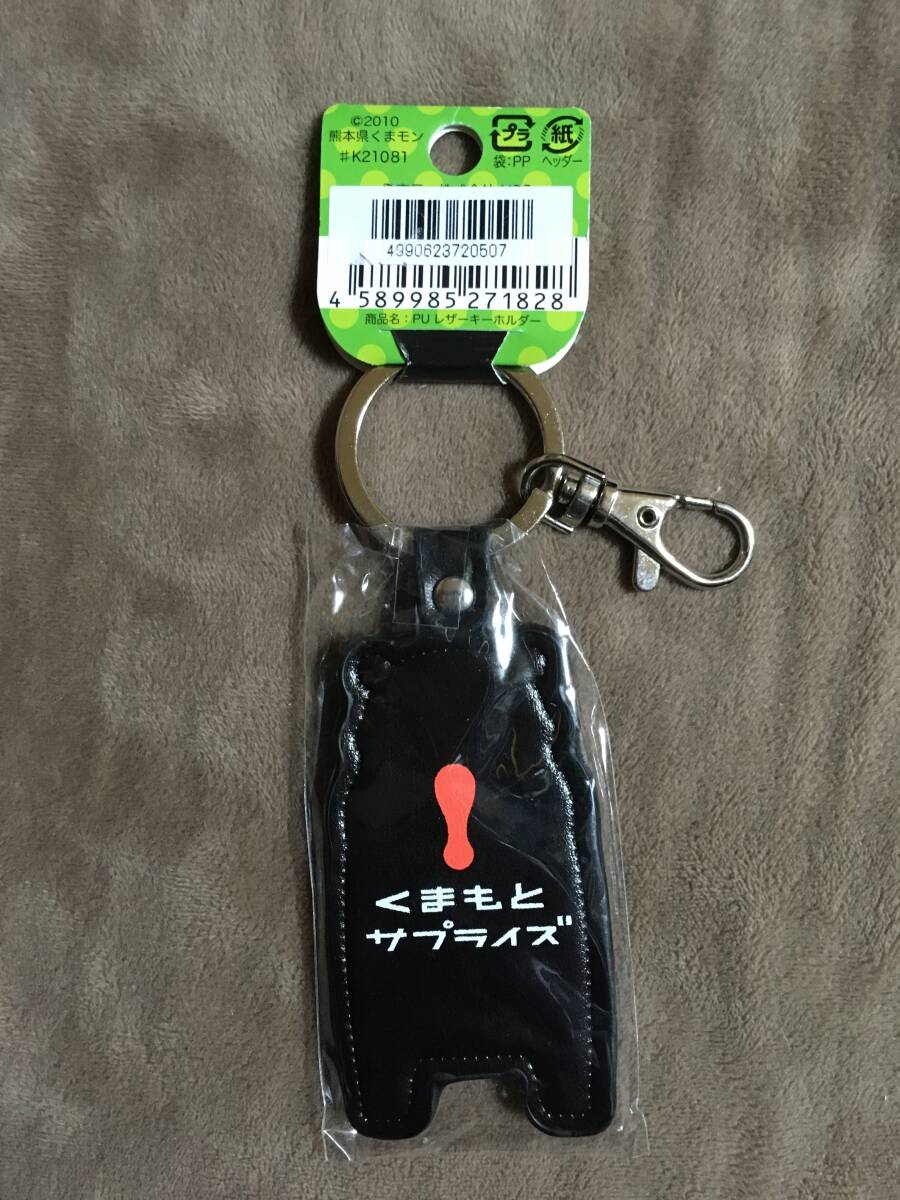 ©2010
熊本県くまモン
#K21081
プラ
袋:PP
紙
ヘッダー
4990623720507
4 589985 271828
商品名：PUレザーキーホルダー
くまもと
サプライズ